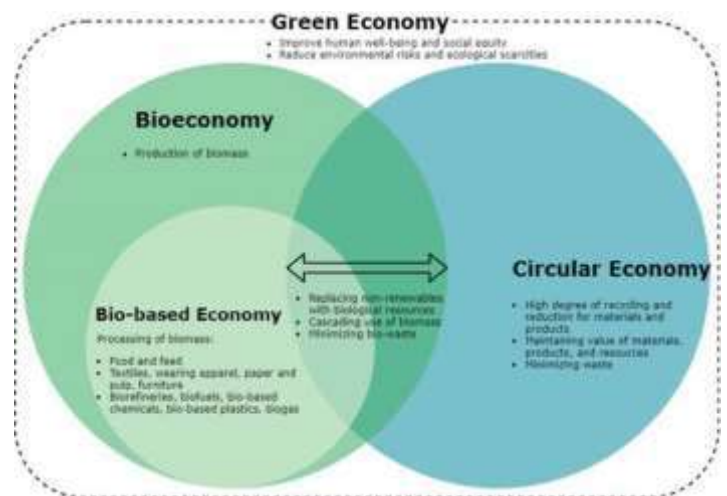 Green Economy
• Improve human well-being and social equity
• Reduce environmental risks and ecological scarcities
Bioeconomy
• Production of biomass
Bio-based Economy
Processing of biomass:
• Food and feed
• Textiles, wearing apparel, paper and
pulp, furniture
• Biorefineries, biofuels, bio-based
chemicals, bio-based plastics, biogas
• Replacing non-renewables
with biological resources
• Cascading use of biomass
• Minimizing bio-waste
Circular Economy
• High degree of recycling and
reduction for materials and
products
• Maintaining value of materials,
products, and resources
• Minimizing waste